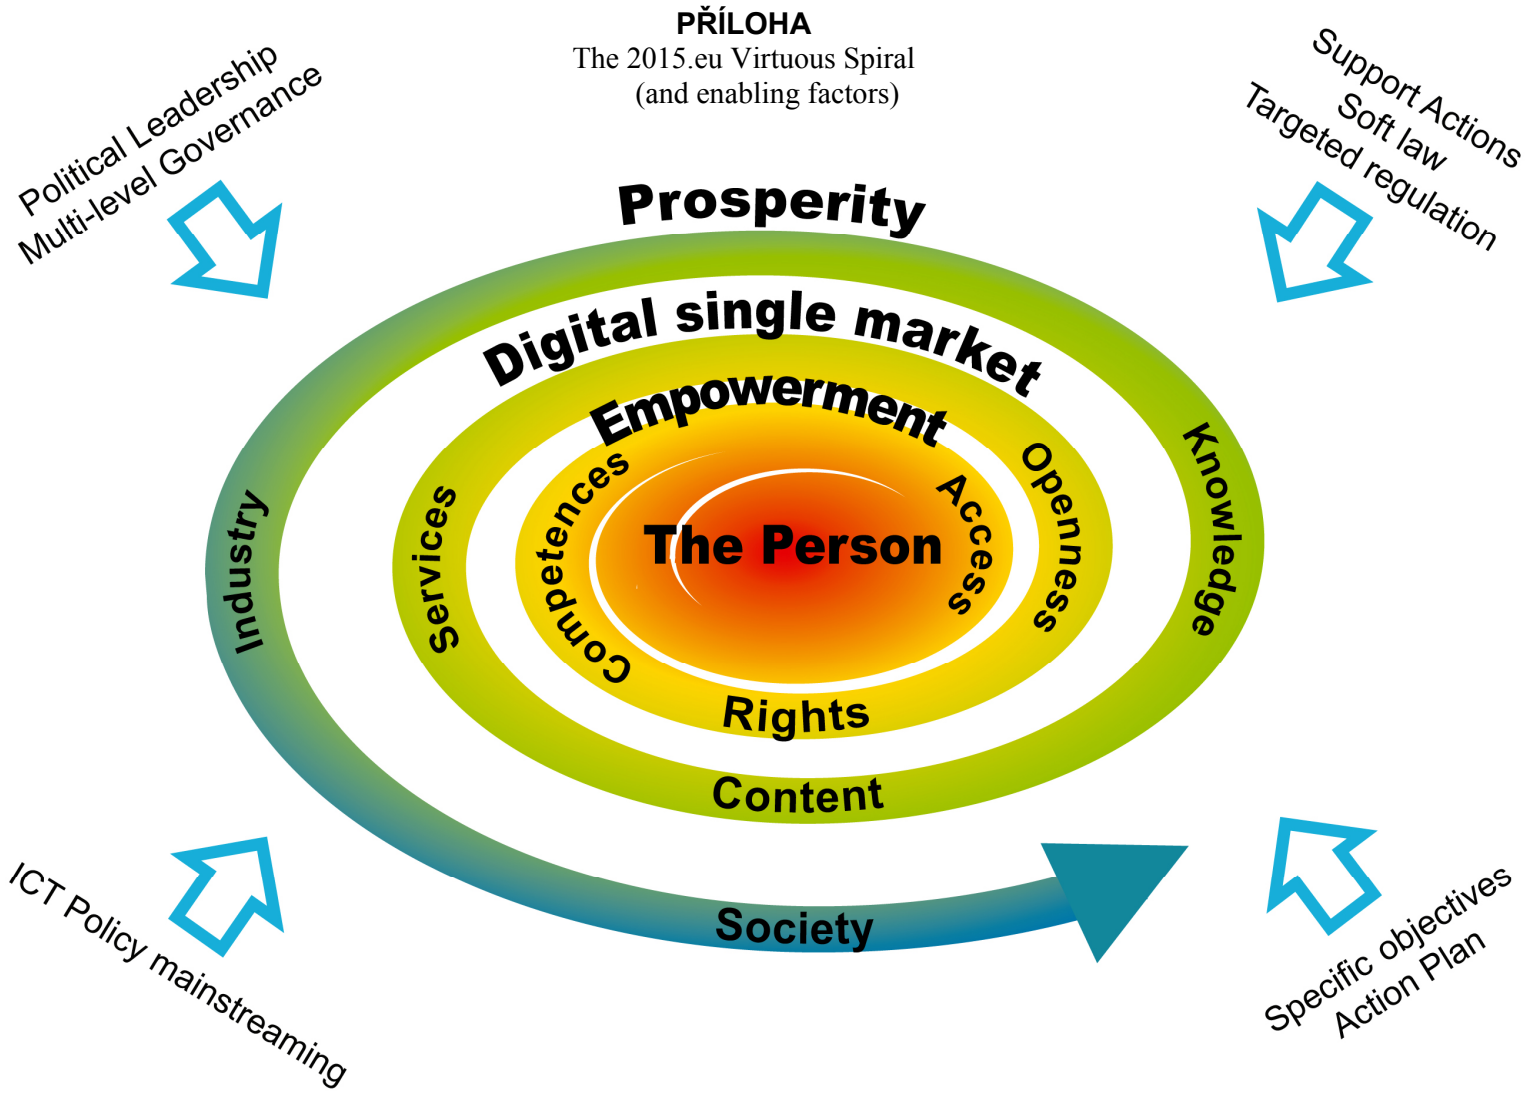 PŘÍLOHA
The 2015.eu Virtuous Spiral
(and enabling factors)
Political Leadership
Multi-level Governance
Support Actions
Soft law
Targeted regulation
Prosperity
Digital single market
Empowerment
The Person
Competences
Access
Rights
Services
Openness
Content
Industry
Knowledge
Society
ICT Policy mainstreaming
Specific objectives
Action Plan